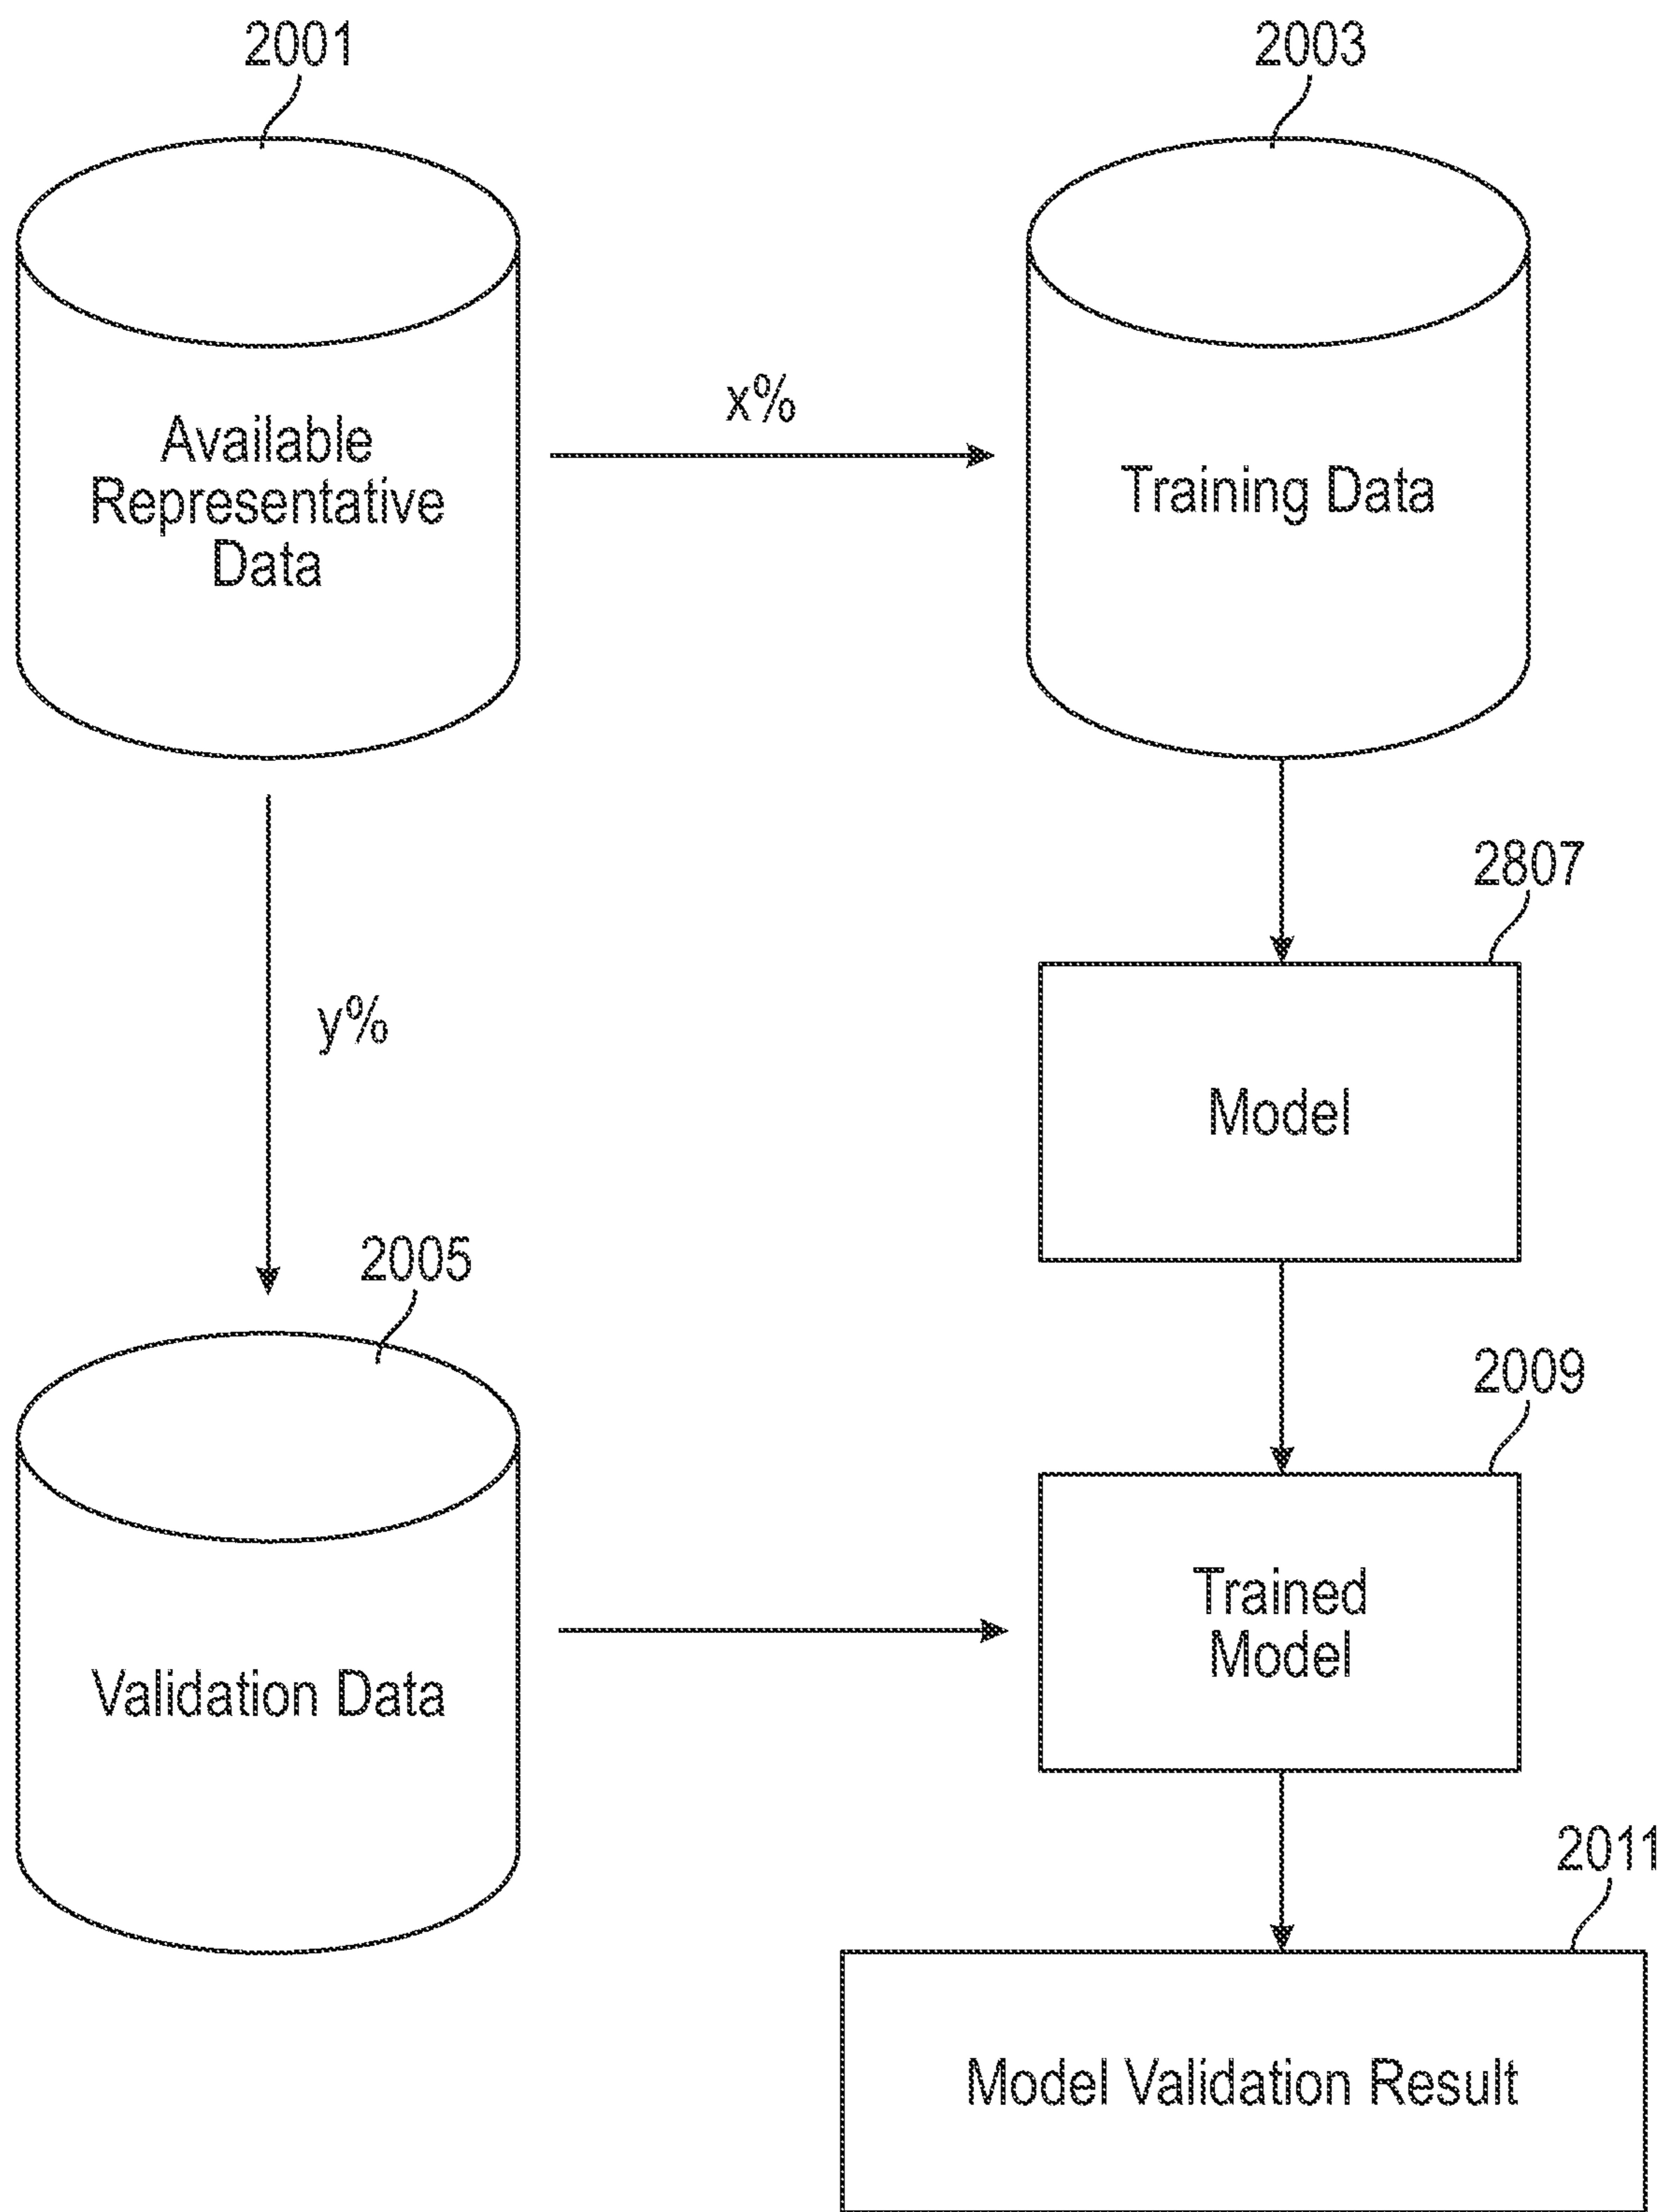 2001
2003
Available
Representative
Data
x%
Training Data
2807
y%
Model
2005
2009
Trained
Model
Validation Data
2011
Model Validation Result